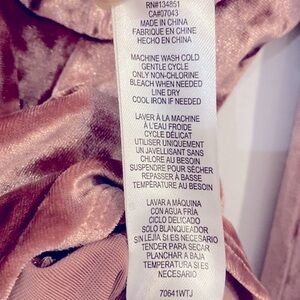 RN#134851
CA#07043
MADE IN CHINA
FABRIQUE EN CHINE
HECHO EN CHINA
MACHINE WASH COLD
GENTLE CYCLE
ONLY NON-CHLORINE
BLEACH WHEN NEEDED
LINE DRY
COOL IRON IF NEEDED
LAVER À LA MACHINE
À L'EAU FROIDE
CYCLE DÉLICAT
UTILISER UNIQUEMENT
UN JAVELLISANT SANS
CHLORE AU BESOIN
SUSPENDRE POUR SÉCHER
REPASSER À BASSE
TEMPÉRATURE AU BESOIN
LAVAR A MÁQUINA
CON AGUA FRÍA
CICLO DELICADO
SOLO BLANQUEADOR
SIN LEJÍA SI ES NECESARIO
TENDER PARA SECAR
PLANCHAR A BAJA
TEMPERATURA SI ES
NECESARIO
70641WTJ